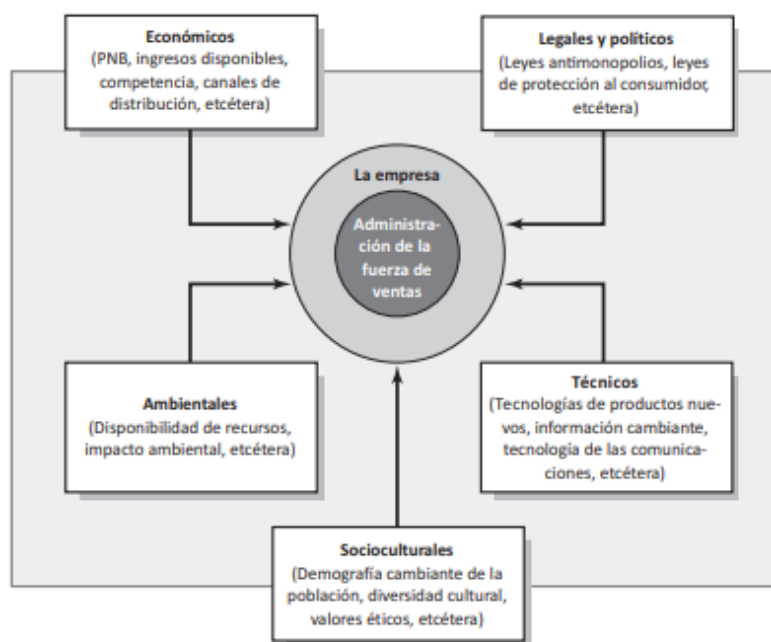 Económicos
(PNB, ingresos disponibles,
competencia, canales de
distribución, etcétera)
Legales y políticos
(Leyes antimonopolios, leyes
de protección al consumidor,
etcétera)
La empresa
Administra-
ción de la
fuerza de
ventas
Ambientales
(Disponibilidad de recursos,
impacto ambiental, etcétera)
Técnicos
(Tecnologías de productos nue-
vos, información cambiante,
tecnología de las comunica-
ciones, etcétera)
Socioculturales
(Demografía cambiante de la
población, diversidad cultural,
valores éticos, etcétera)